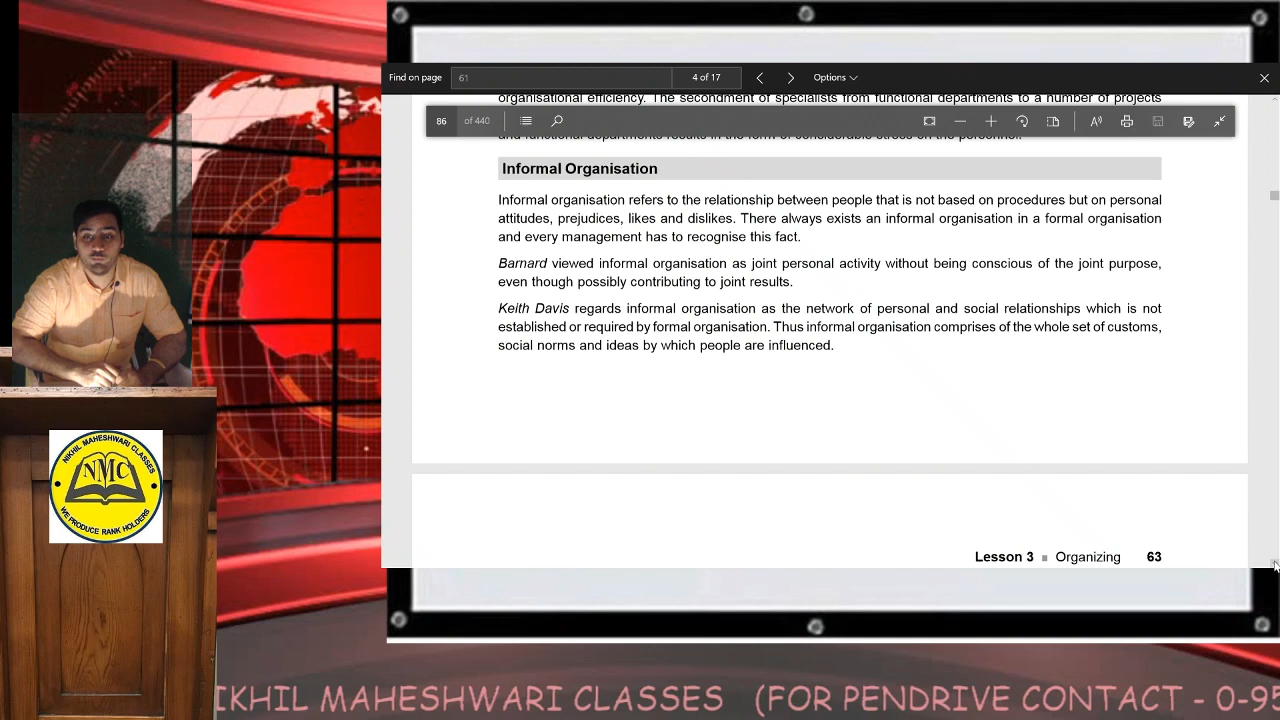 Find on page 61 4 of 17 Options
organisational efficiency. The secondment of specialists from functional departments to a number of projects
86 of 440
Informal Organisation
Informal organisation refers to the relationship between people that is not based on procedures but on personal
attitudes, prejudices, likes and dislikes. There always exists an informal organisation in a formal organisation
and every management has to recognise this fact.
Barnard viewed informal organisation as joint personal activity without being conscious of the joint purpose,
even though possibly contributing to joint results.
Keith Davis regards informal organisation as the network of personal and social relationships which is not
established or required by formal organisation. Thus informal organisation comprises of the whole set of customs,
social norms and ideas by which people are influenced.
Lesson 3 ■ Organizing 63
NIKHIL MAHESHWARI CLASSES
NMC
WE PRODUCE RANK HOLDERS
IKHIL MAHESHWARI CLASSES (FOR PENDRIVE CONTACT - 0-95